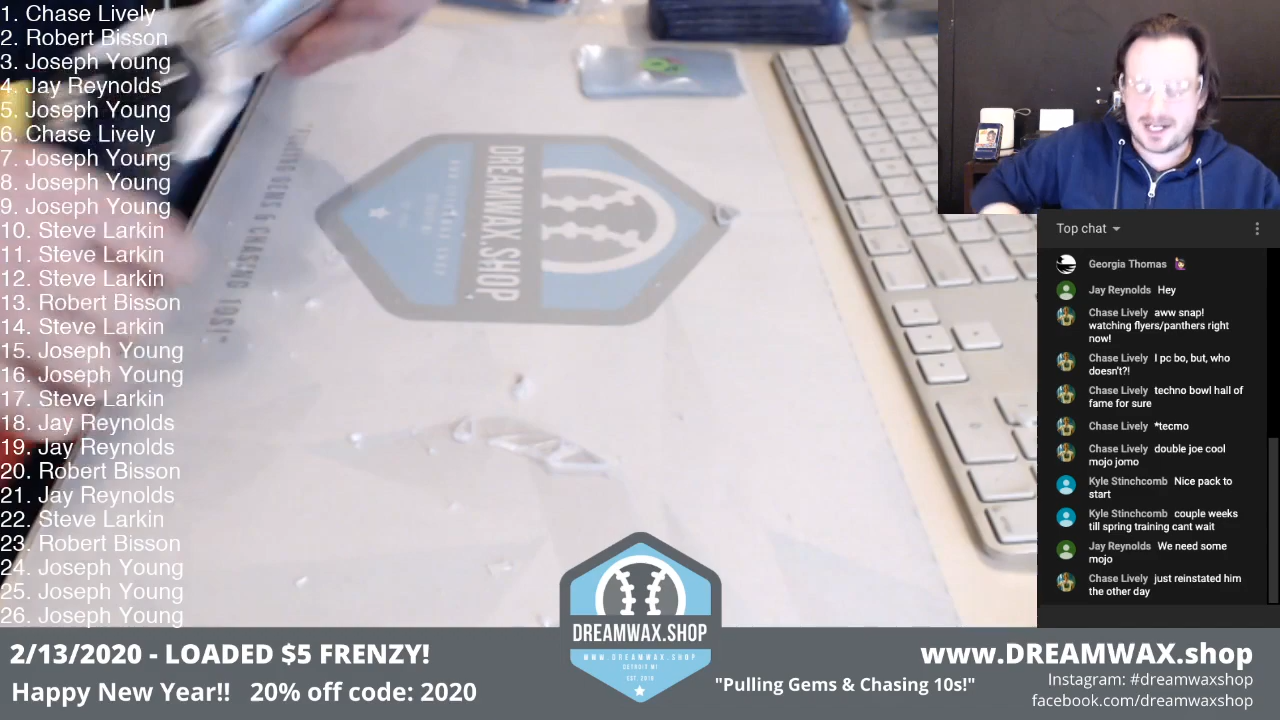 1. Chase Lively
2. Robert Bisson
3. Joseph Young
4. Jay Reynolds
5. Joseph Young
6. Chase Lively
7. Joseph Young
8. Joseph Young
9. Joseph Young
10. Steve Larkin
11. Steve Larkin
12. Steve Larkin
13. Robert Bisson
14. Steve Larkin
15. Joseph Young
16. Joseph Young
17. Steve Larkin
18. Jay Reynolds
19. Jay Reynolds
20. Robert Bisson
21. Jay Reynolds
22. Steve Larkin
23. Robert Bisson
24. Joseph Young
25. Joseph Young
26. Joseph Young
"PULLING GEMS & CHASING 10S!"
DREAMWAX.SHOP
Top chat
Georgia Thomas
Jay Reynolds Hey
Chase Lively aww snap!
watching flyers/panthers right
now!
Chase Lively I pc bo, but, who
doesn't?!
Chase Lively techno bowl hall of
fame for sure
Chase Lively *tecmo
Chase Lively double joe cool
mojo jomo
Kyle Stinchcomb Nice pack to
start
Kyle Stinchcomb couple weeks
till spring training cant wait
Jay Reynolds We need some
mojo
Chase Lively just reinstated him
the other day
2/13/2020 - LOADED $5 FRENZY!
Happy New Year!! 20% off code: 2020
DREAMWAX.SHOP
WWW.DREAMWAX.SHOP
DETROIT MI
"Pulling Gems & Chasing 10s!"
www.DREAMWAX.shop
Instagram: #dreamwaxshop
facebook.com/dreamwaxshop